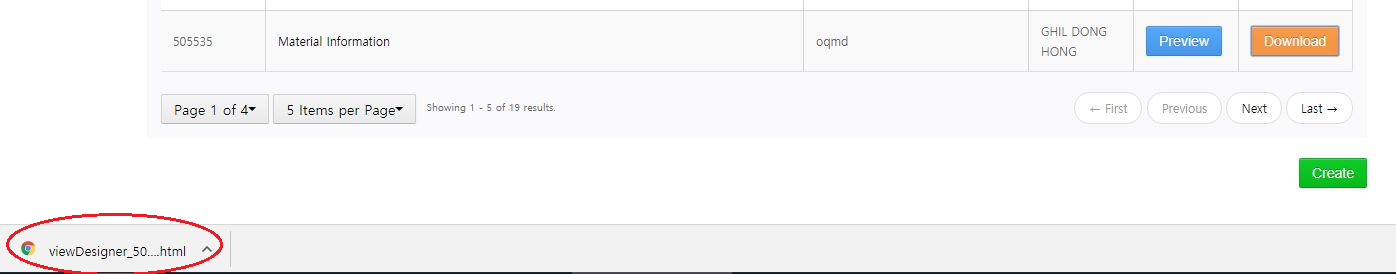 505535 Material Information oqmd GHIL DONG HONG Preview Download
Page 1 of 4 5 Items per Page Showing 1 - 5 of 19 results. ← First Previous Next Last →
Create
viewDesigner_50....html